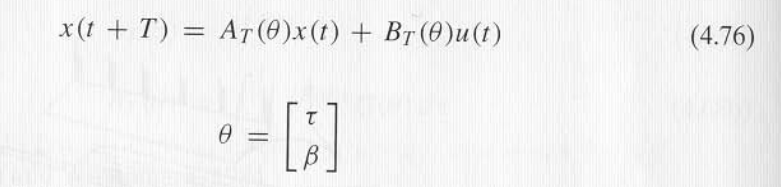 x(t + T) = A_T(θ)x(t) + B_T(θ)u(t) (4.76)
θ = [τ
β]